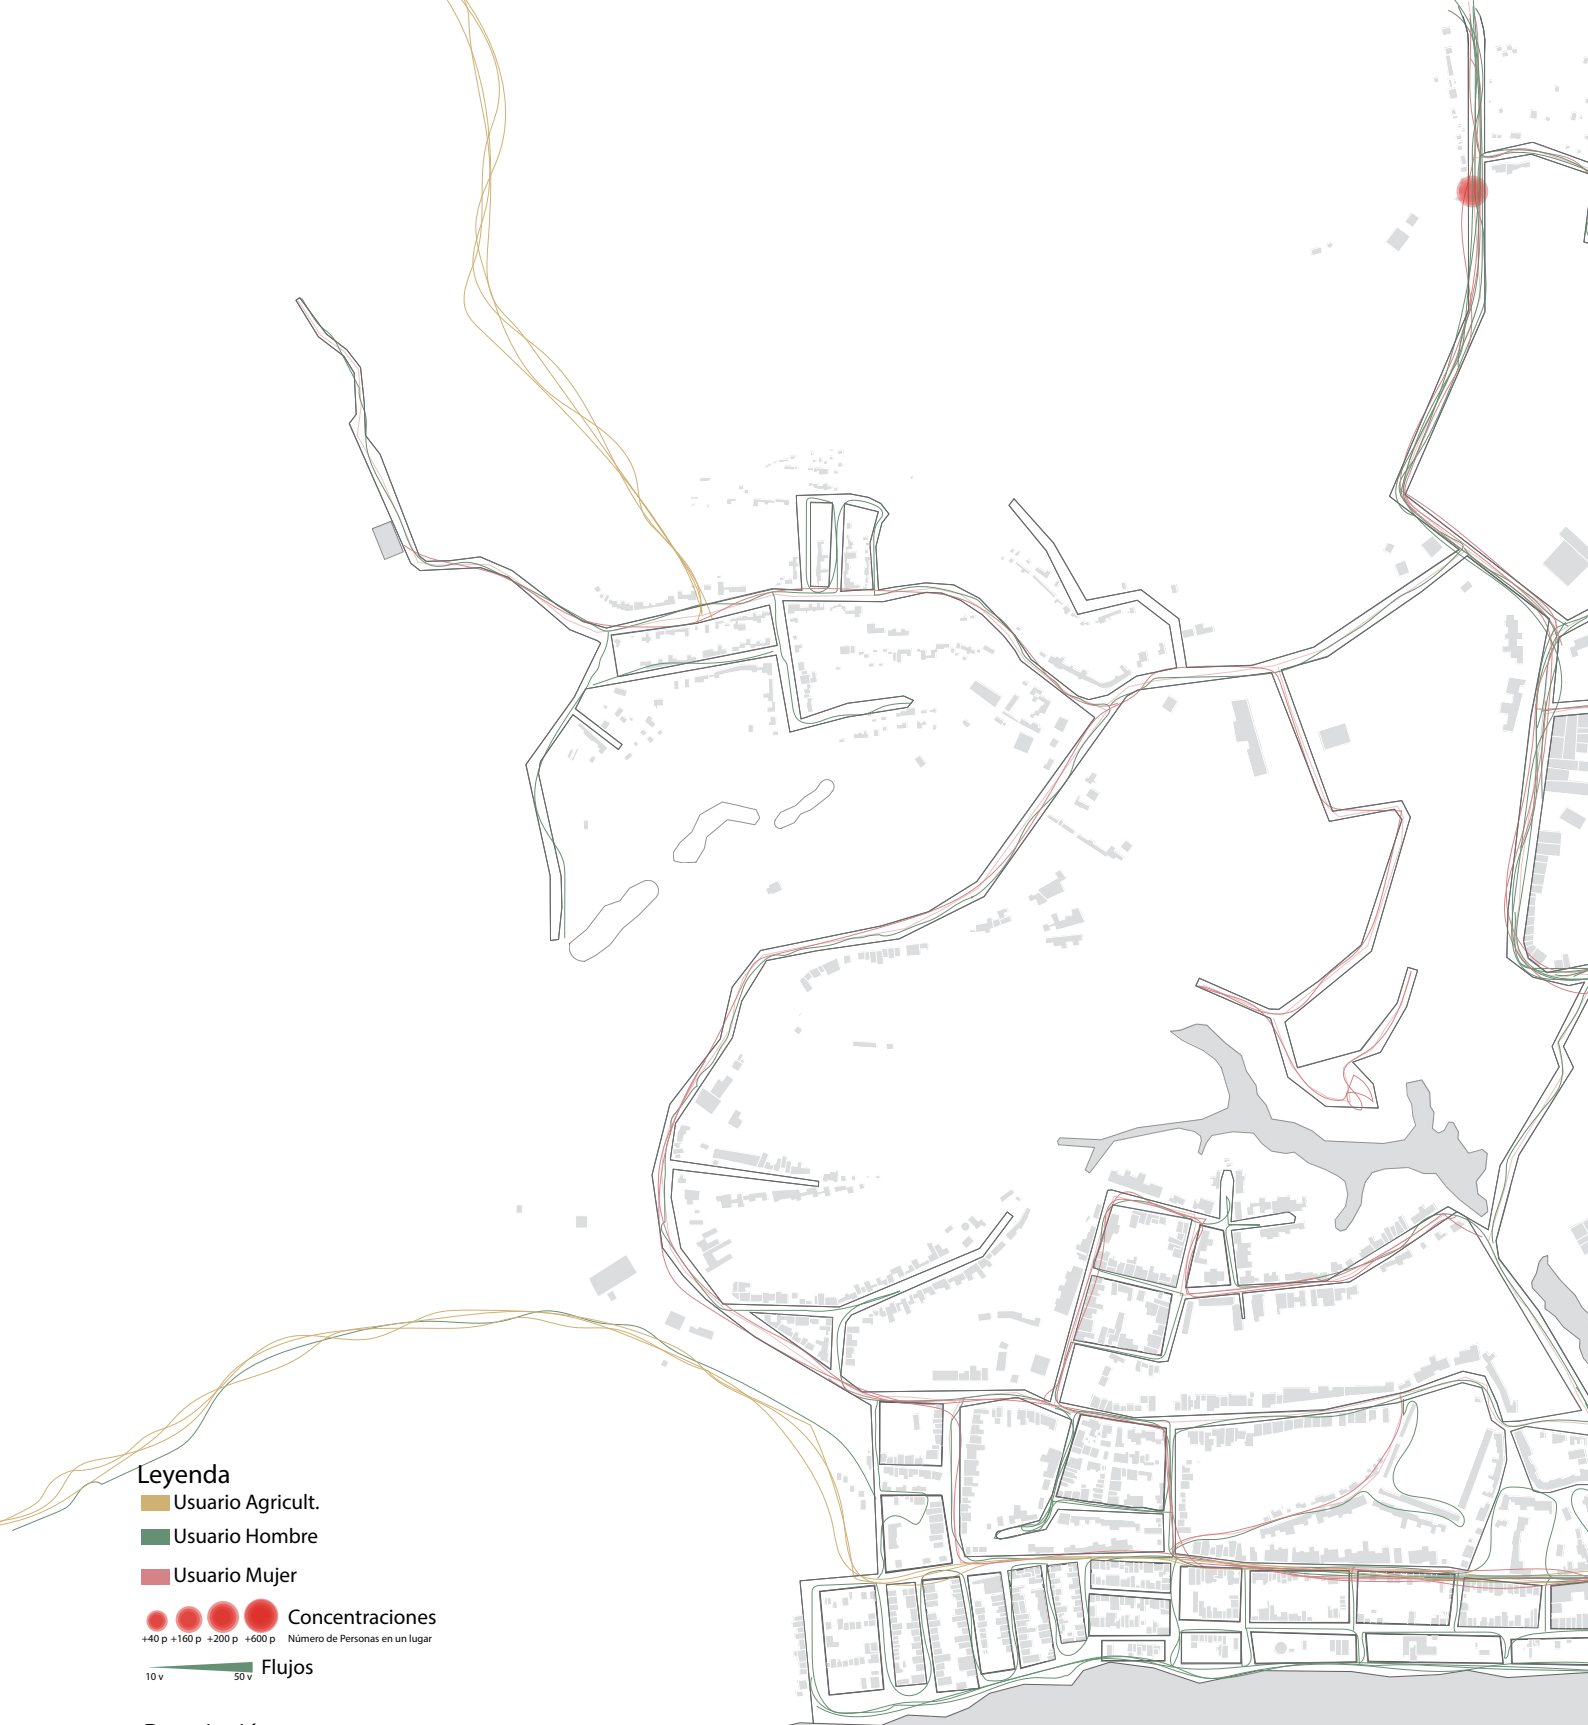 Leyenda
Usuario Agricult.
Usuario Hombre
Usuario Mujer
Concentraciones
+40 p +160 p +200 p +600 p Número de Personas en un lugar
Flujos
10 v 50 v